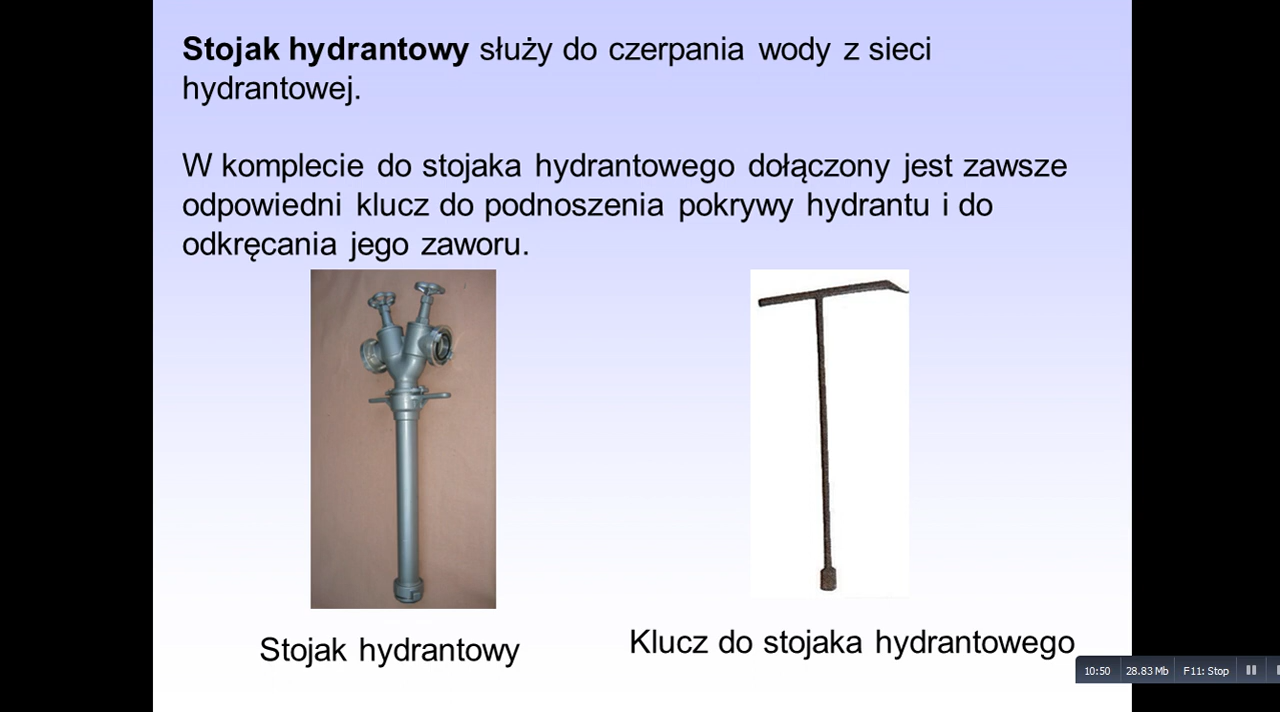 Stojak hydrantowy służy do czerpania wody z sieci
hydrantowej.
W komplecie do stojaka hydrantowego dołączony jest zawsze
odpowiedni klucz do podnoszenia pokrywy hydrantu i do
odkręcania jego zaworu.
Stojak hydrantowy
Klucz do stojaka hydrantowego
10:50 28.83 Mb F11: Stop